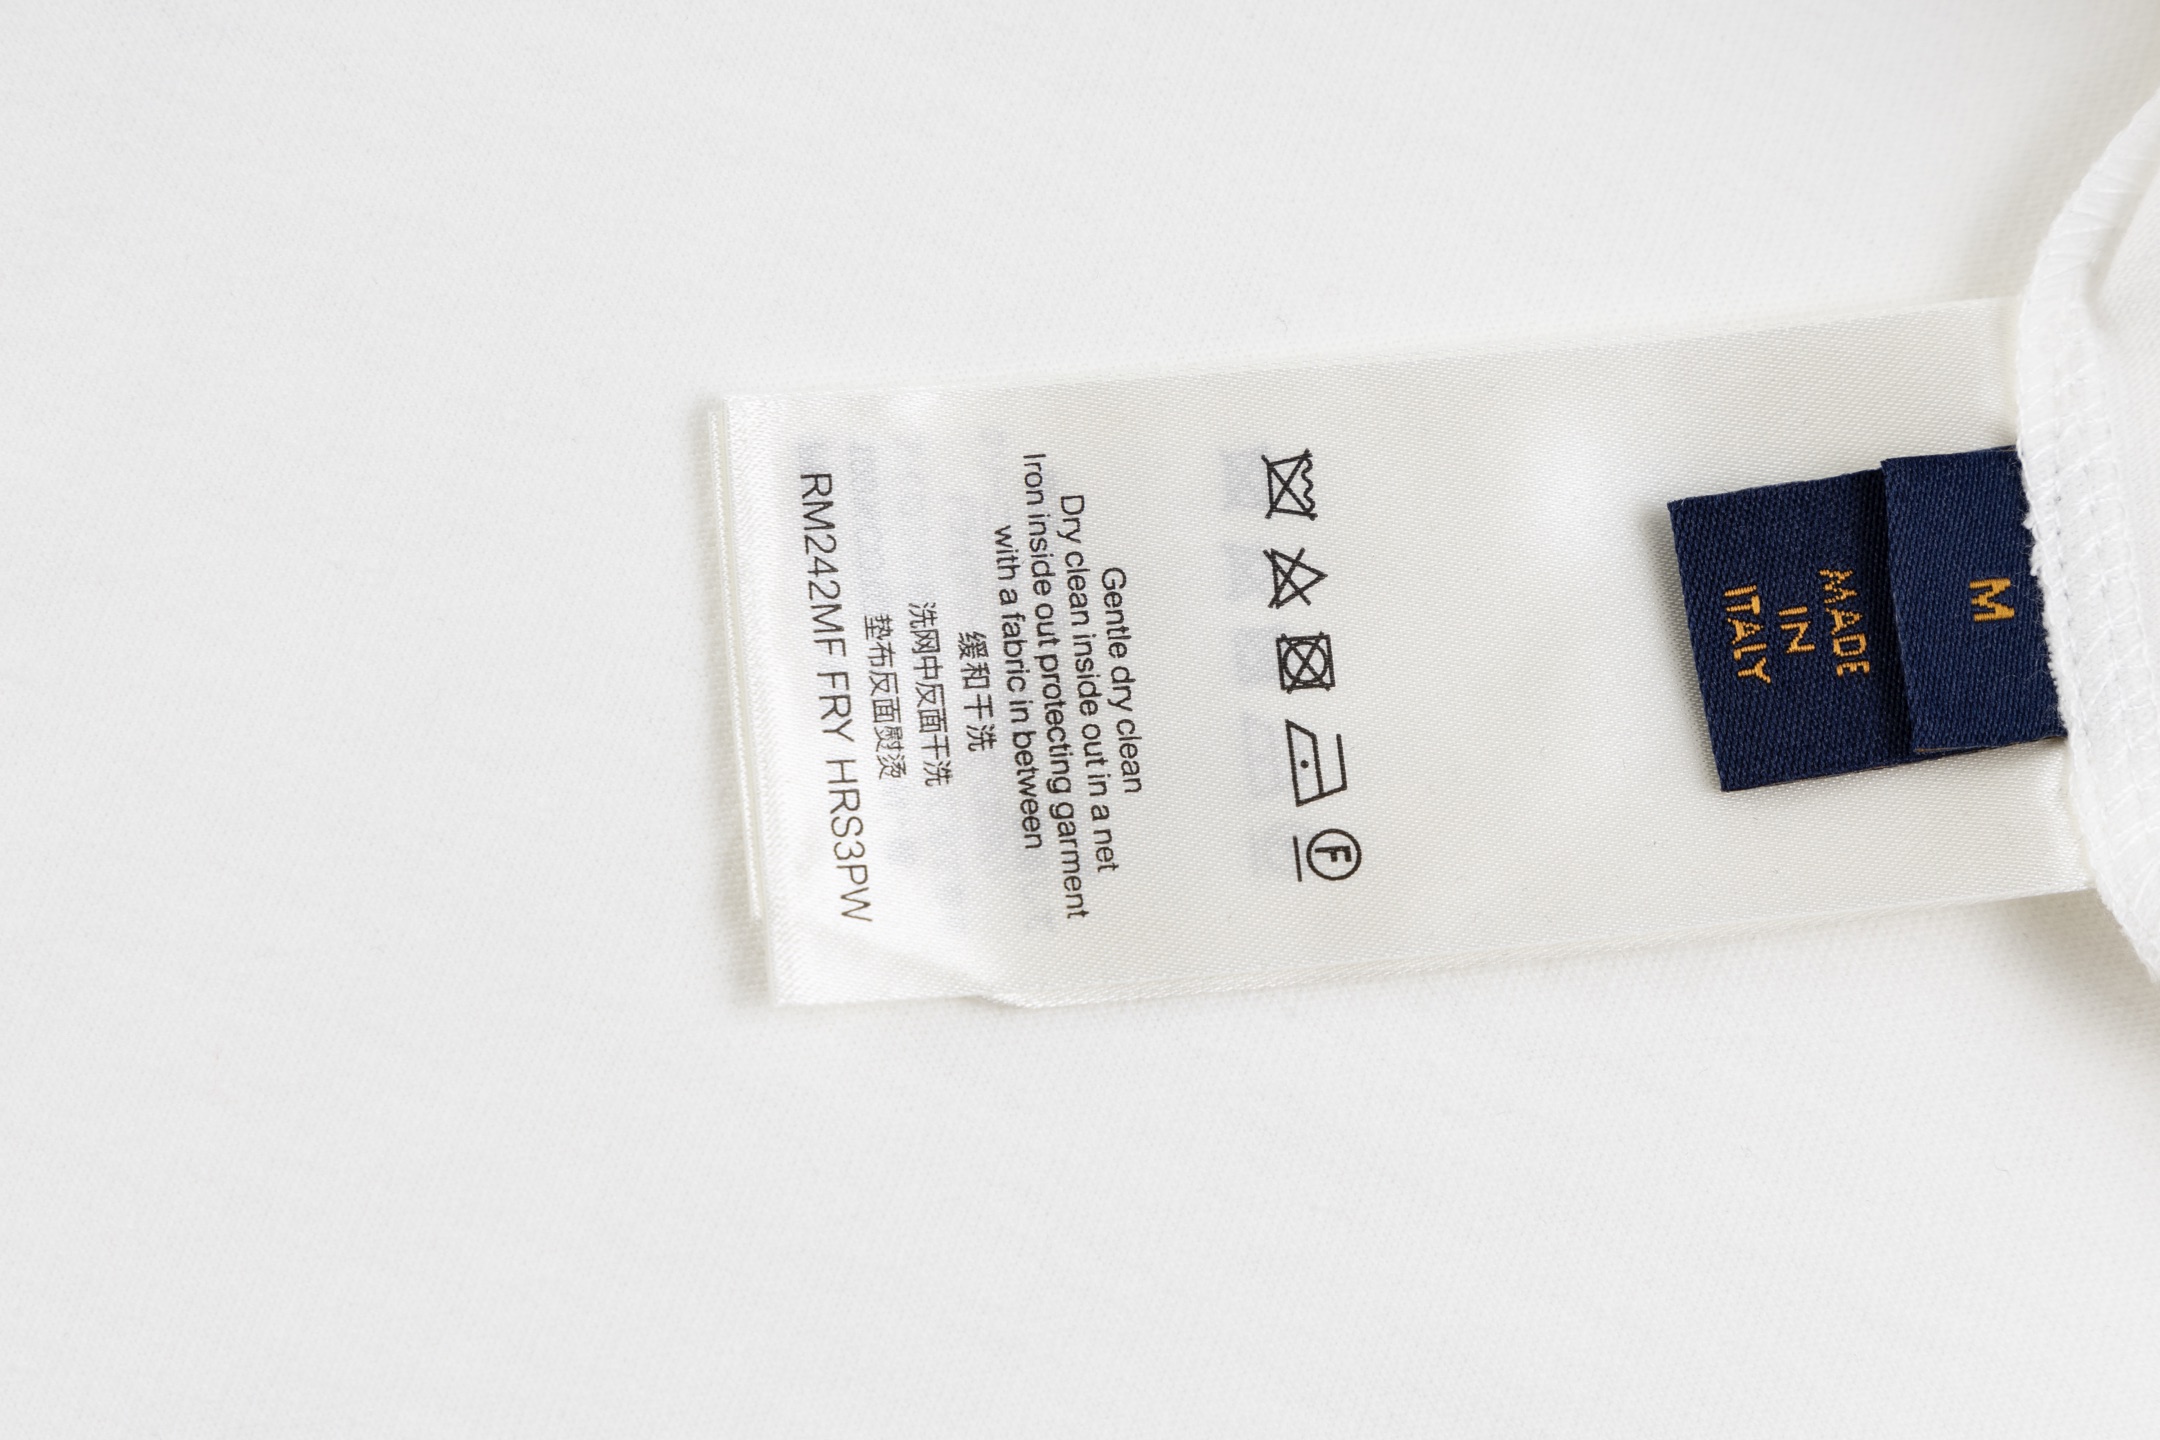 M
MADE
IN
ITALY
F
Gentle dry clean
Dry clean inside out in a net
Iron inside out protecting garment
with a fabric in between
缓和干洗
洗网中反面干洗
垫布反面熨烫
RM242MF FRY HRS3PW